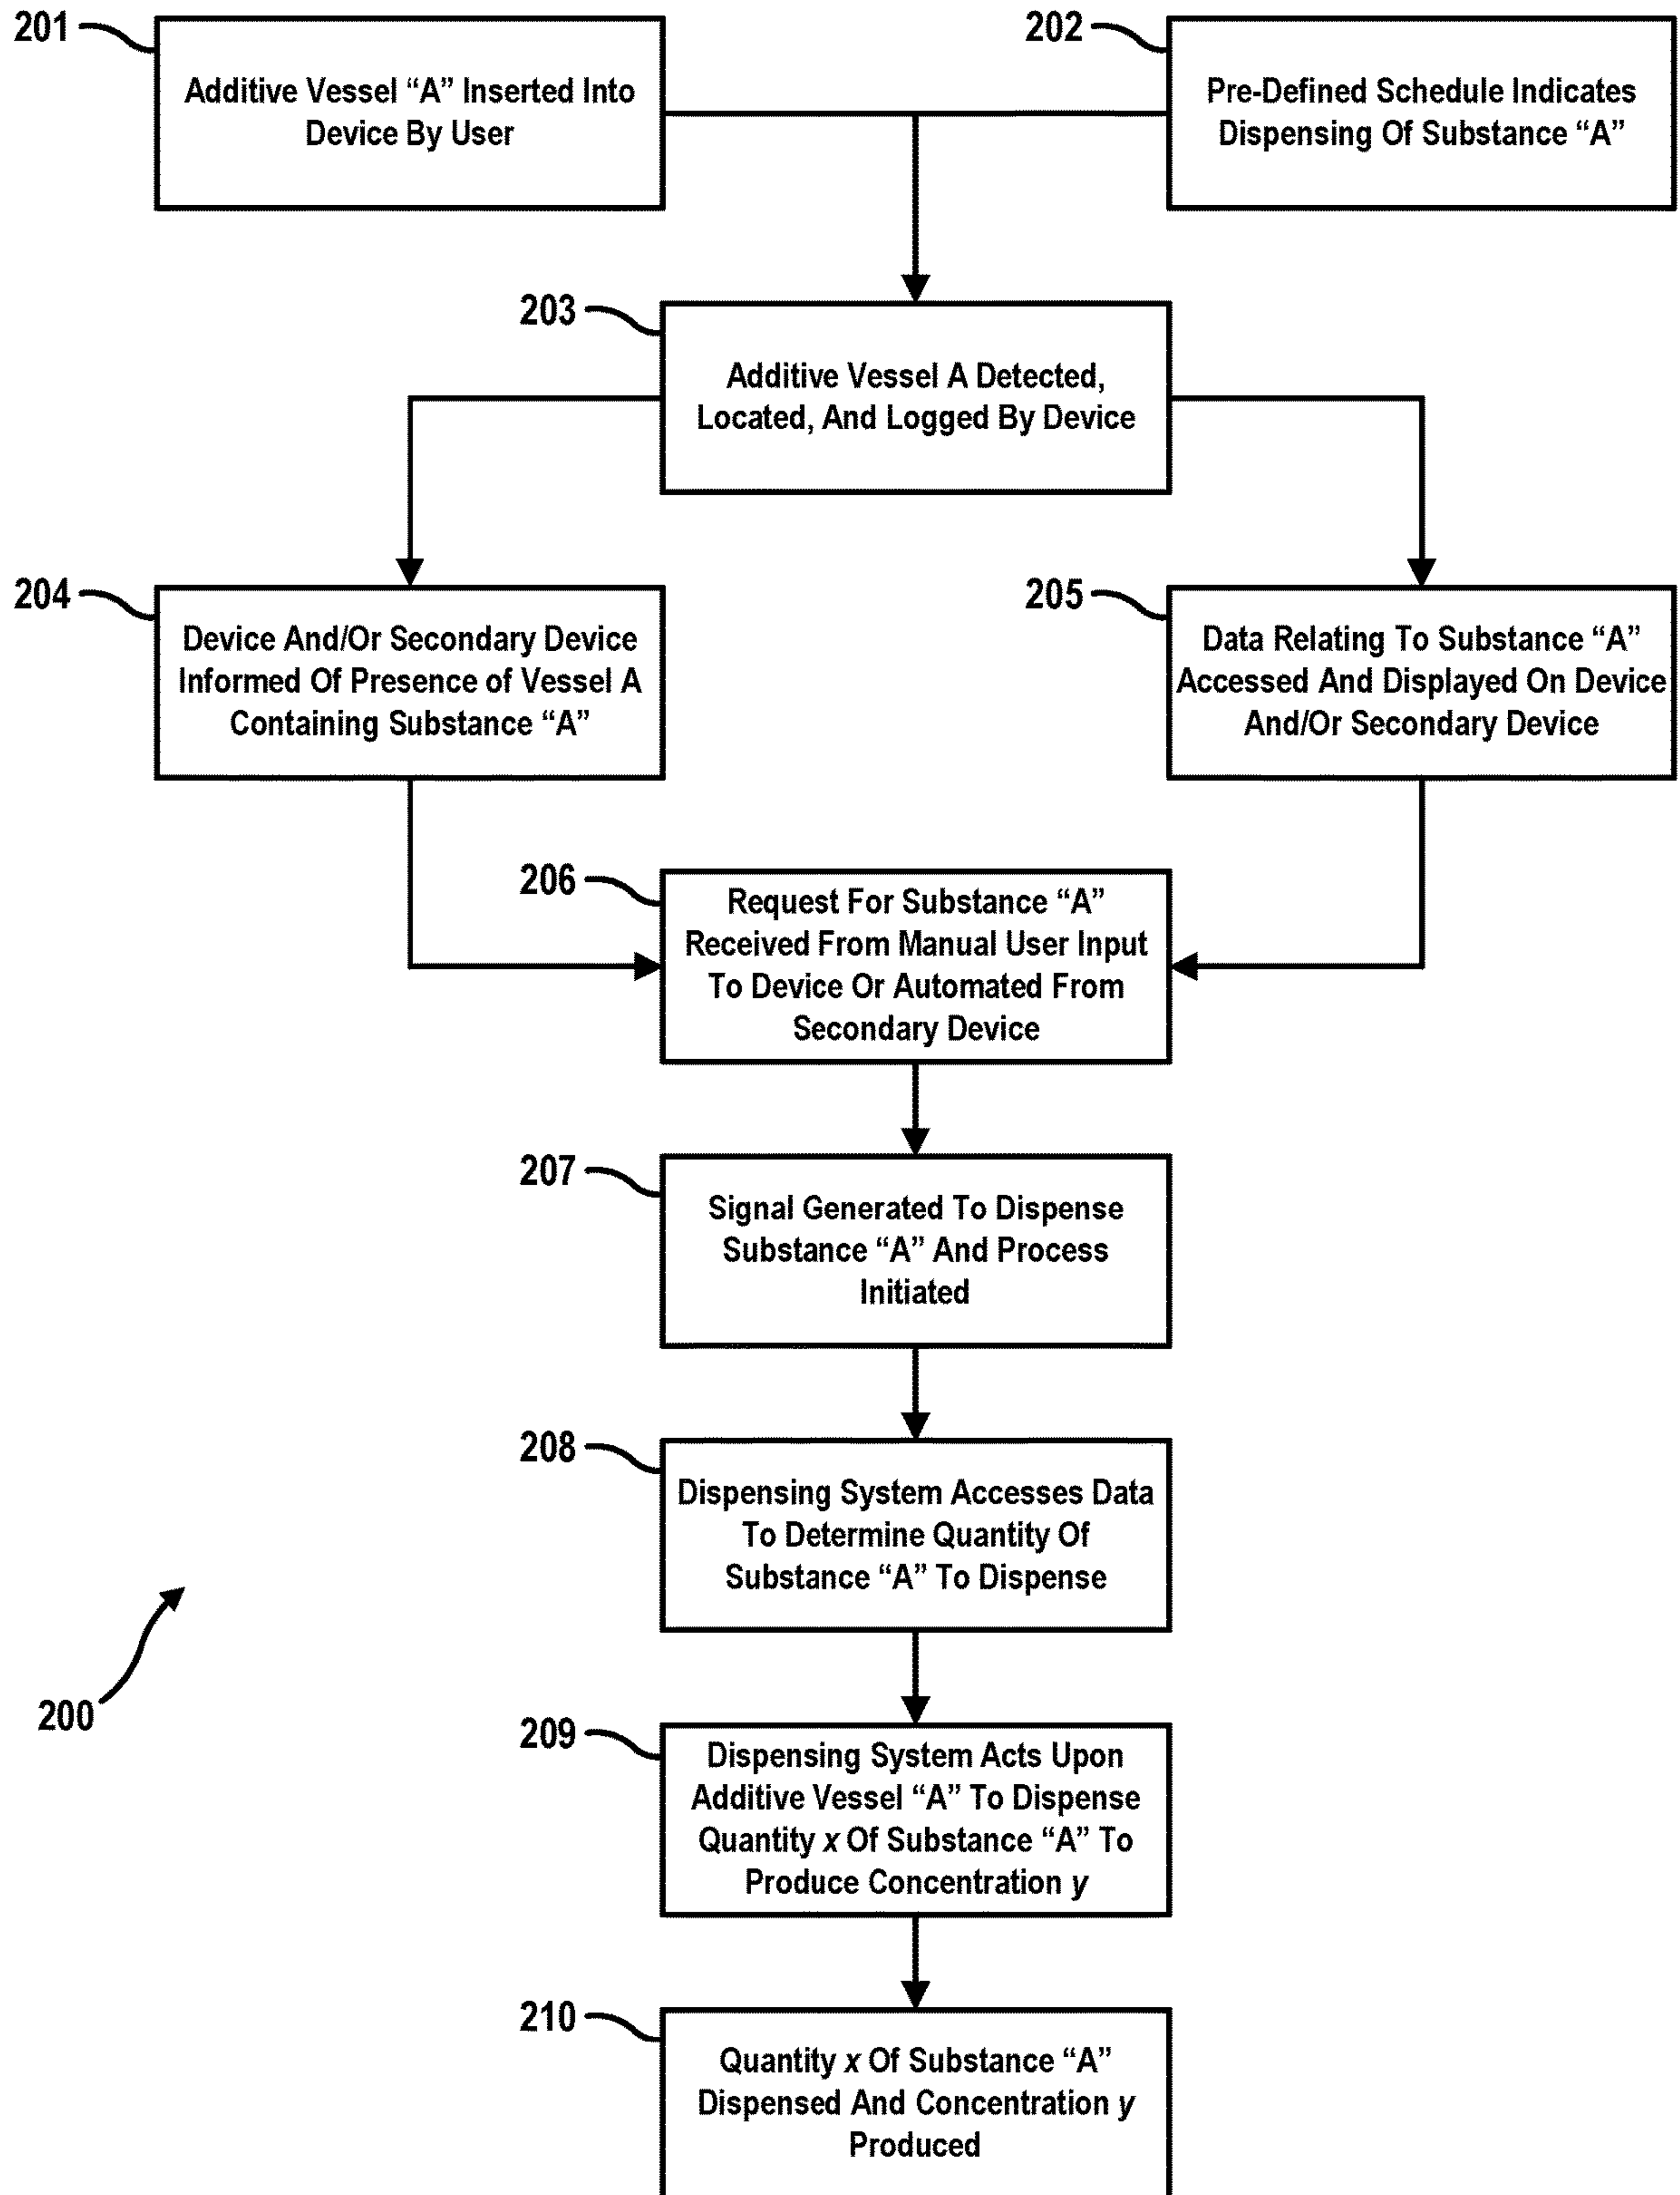 201
Additive Vessel “A” Inserted Into
Device By User
202
Pre-Defined Schedule Indicates
Dispensing Of Substance “A”
203
Additive Vessel A Detected,
Located, And Logged By Device
204
Device And/Or Secondary Device
Informed Of Presence of Vessel A
Containing Substance “A”
205
Data Relating To Substance “A”
Accessed And Displayed On Device
And/Or Secondary Device
206
Request For Substance “A”
Received From Manual User Input
To Device Or Automated From
Secondary Device
207
Signal Generated To Dispense
Substance “A” And Process
Initiated
208
Dispensing System Accesses Data
To Determine Quantity Of
Substance “A” To Dispense
200
209
Dispensing System Acts Upon
Additive Vessel “A” To Dispense
Quantity x Of Substance “A” To
Produce Concentration y
210
Quantity x Of Substance “A”
Dispensed And Concentration y
Produced